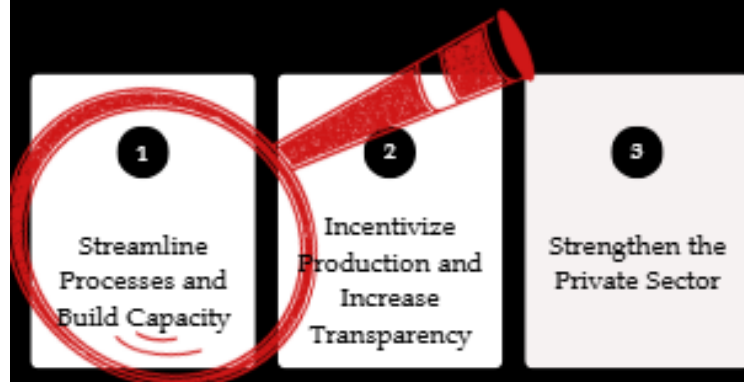 1
Streamline
Processes and
Build Capacity
2
Incentivize
Production and
Increase
Transparency
3
Strengthen the
Private Sector